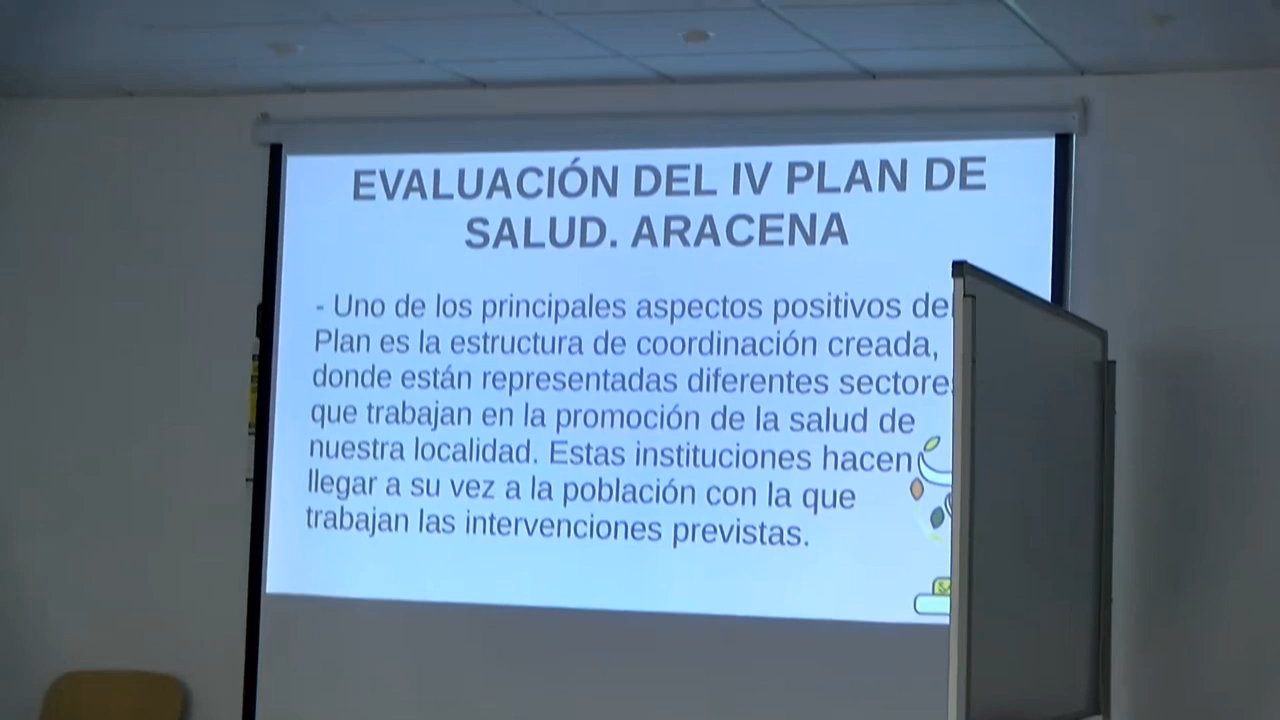 EVALUACIÓN DEL IV PLAN DE
SALUD. ARACENA
- Uno de los principales aspectos positivos del
Plan es la estructura de coordinación creada,
donde están representadas diferentes sectores
que trabajan en la promoción de la salud de
nuestra localidad. Estas instituciones hacen
llegar a su vez a la población con la que
trabajan las intervenciones previstas.